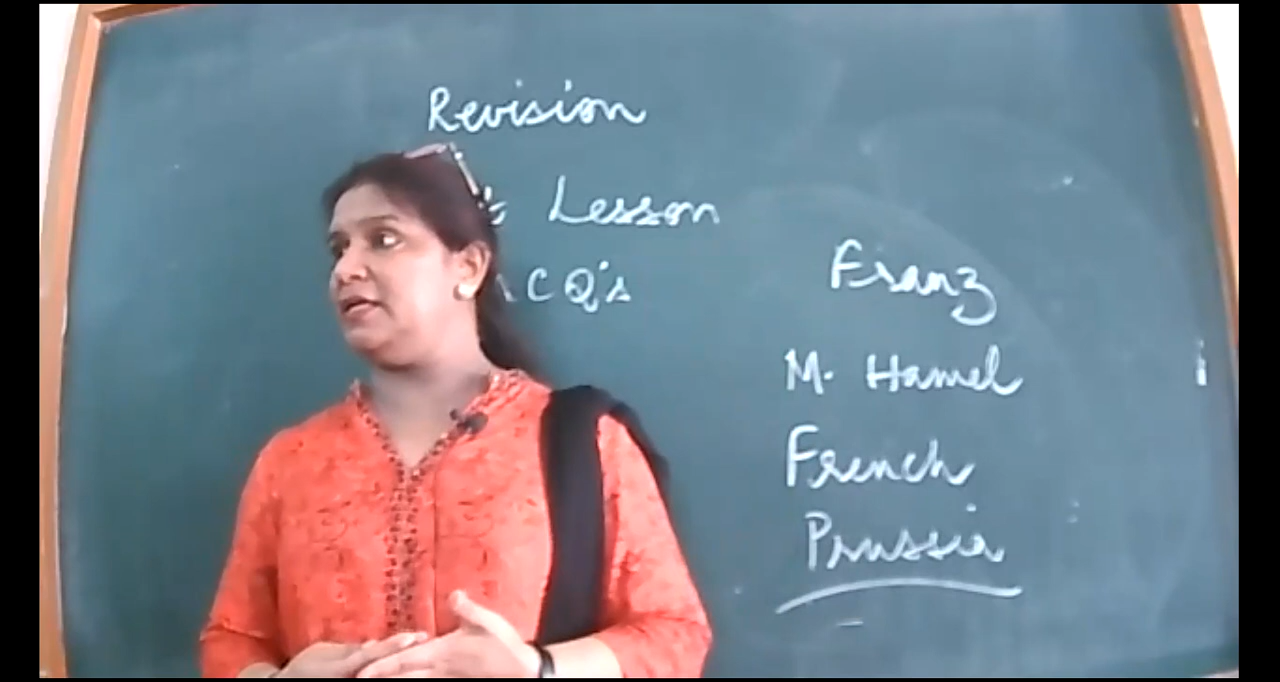 Revision
Lesson
CQ's
Franz
M. Hamel
French
Prussia